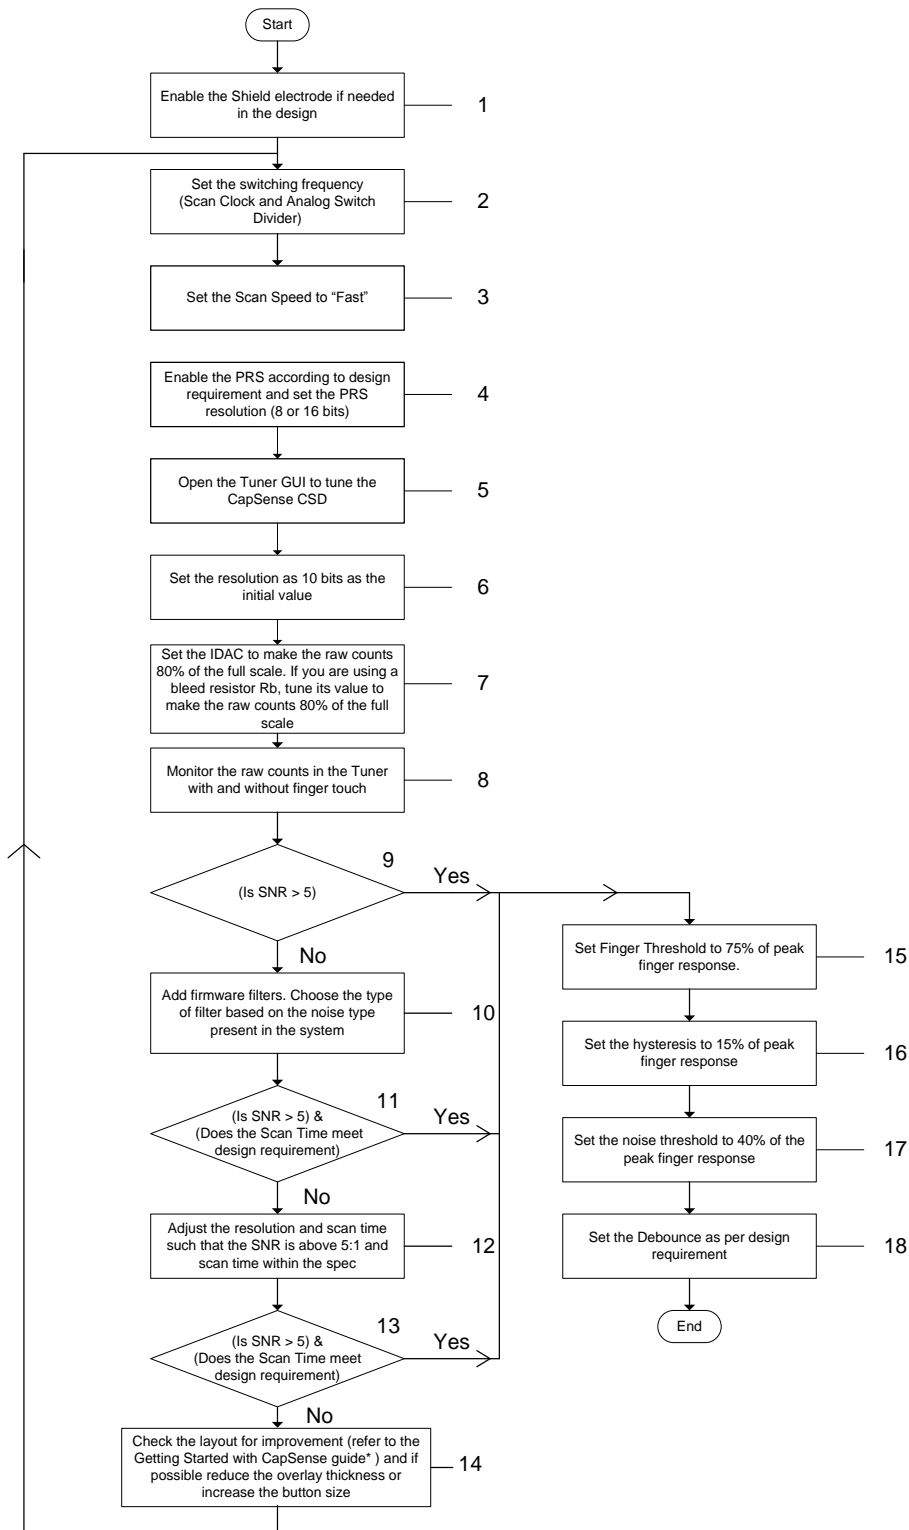 Start
Enable the Shield electrode if needed
in the design
1
Set the switching frequency
(Scan Clock and Analog Switch
Divider)
2
Set the Scan Speed to “Fast”
3
Enable the PRS according to design
requirement and set the PRS
resolution (8 or 16 bits)
4
Open the Tuner GUI to tune the
CapSense CSD
5
Set the resolution as 10 bits as the
initial value
6
Set the IDAC to make the raw counts
80% of the full scale. If you are using a
bleed resistor Rb, tune its value to
make the raw counts 80% of the full
scale
7
Monitor the raw counts in the Tuner
with and without finger touch
8
(Is SNR > 5)
9
Yes
No
Add firmware filters. Choose the type
of filter based on the noise type
present in the system
10
(Is SNR > 5) &
(Does the Scan Time meet
design requirement)
11
Yes
No
Adjust the resolution and scan time
such that the SNR is above 5:1 and
scan time within the spec
12
(Is SNR > 5) &
(Does the Scan Time meet
design requirement)
13
Yes
No
Check the layout for improvement (refer to the
Getting Started with CapSense guide* ) and if
possible reduce the overlay thickness or
increase the button size
14
Set Finger Threshold to 75% of peak
finger response.
15
Set the hysteresis to 15% of peak
finger response
16
Set the noise threshold to 40% of the
peak finger response
17
Set the Debounce as per design
requirement
18
End